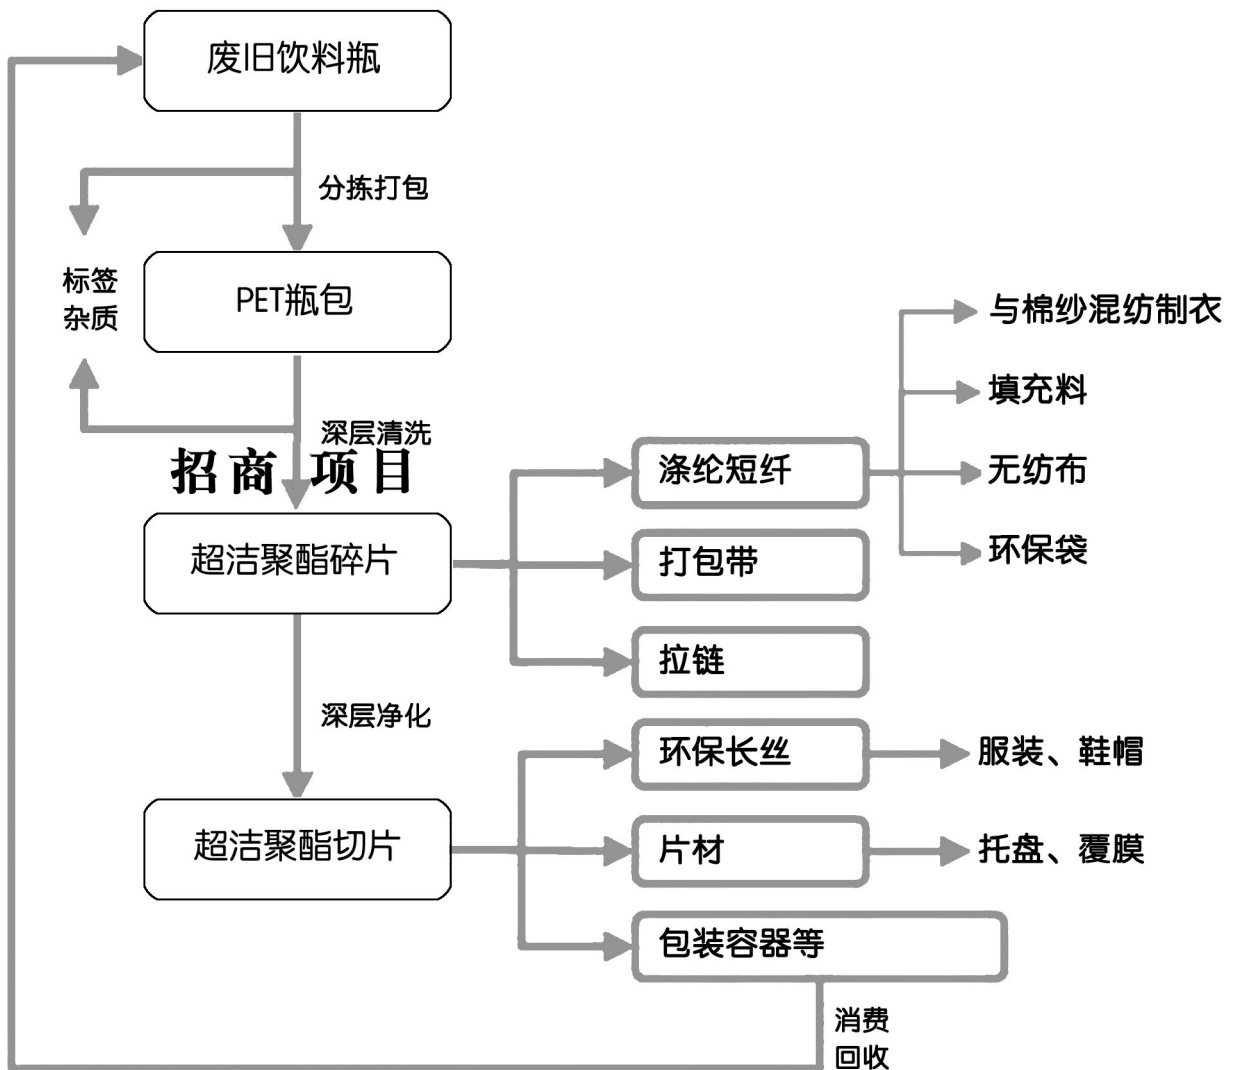 废旧饮料瓶
分拣打包
标签
杂质
PET瓶包
深层清洗
招商 项目
超洁聚酯碎片
涤纶短纤
与棉纱混纺制衣
填充料
无纺布
环保袋
打包带
拉链
深层净化
超洁聚酯切片
环保长丝
服装、鞋帽
片材
托盘、覆膜
包装容器等
消费
回收